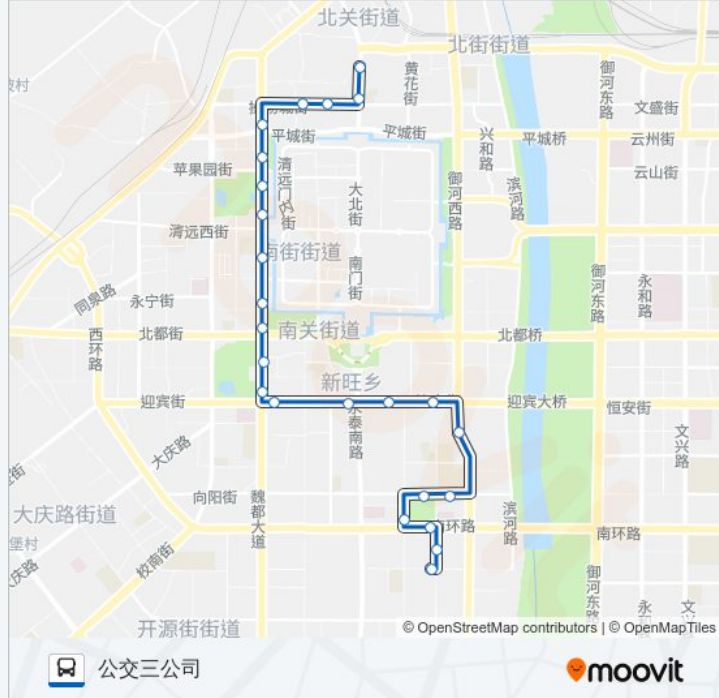 北关街道
北街街道
黄花街
御河东路
文盛街
平城街
平城街
兴和路
平城桥
云州街
苹果园街
清远门
街
大北街
御河西路
滨河路
云山街
清远西街
南街街道
南门街
御河东路
永和路
同泉路
永宁街
西环路
北都街
南关街道
北都桥
新旺乡
迎宾街
迎宾大桥
恒安街
永泰南路
大庆路
文兴路
向阳街
魏都大道
滨河路
大庆路街道
南环路
南环路
堡村
校南街
御河东路
永和
文兴
开源街街道
© OpenStreetMap contributors | © OpenMapTiles
公交三公司
moovit